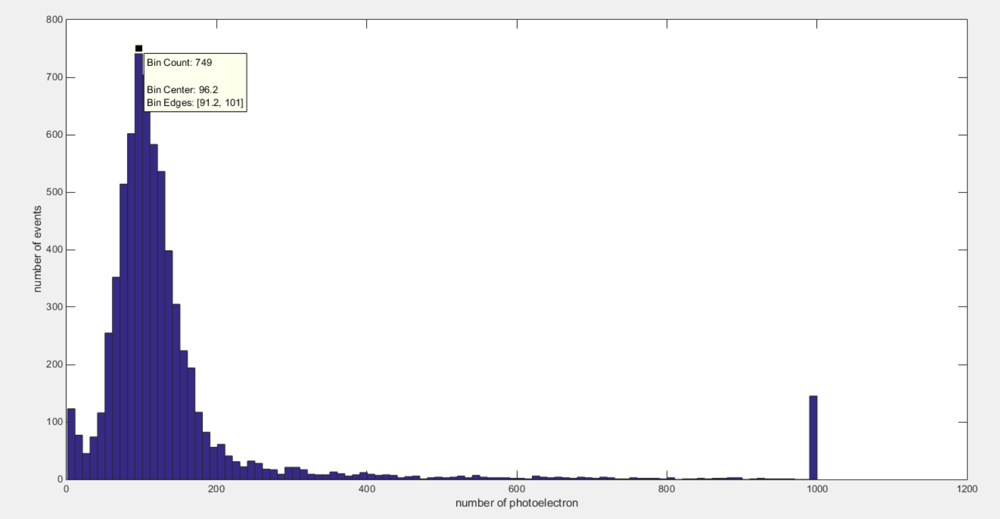 800
700
600
500
400
300
200
100
0
number of events
Bin Count: 749
Bin Center: 96.2
Bin Edges: [91.2, 101]
0 200 400 600 800 1000 1200
number of photoelectron